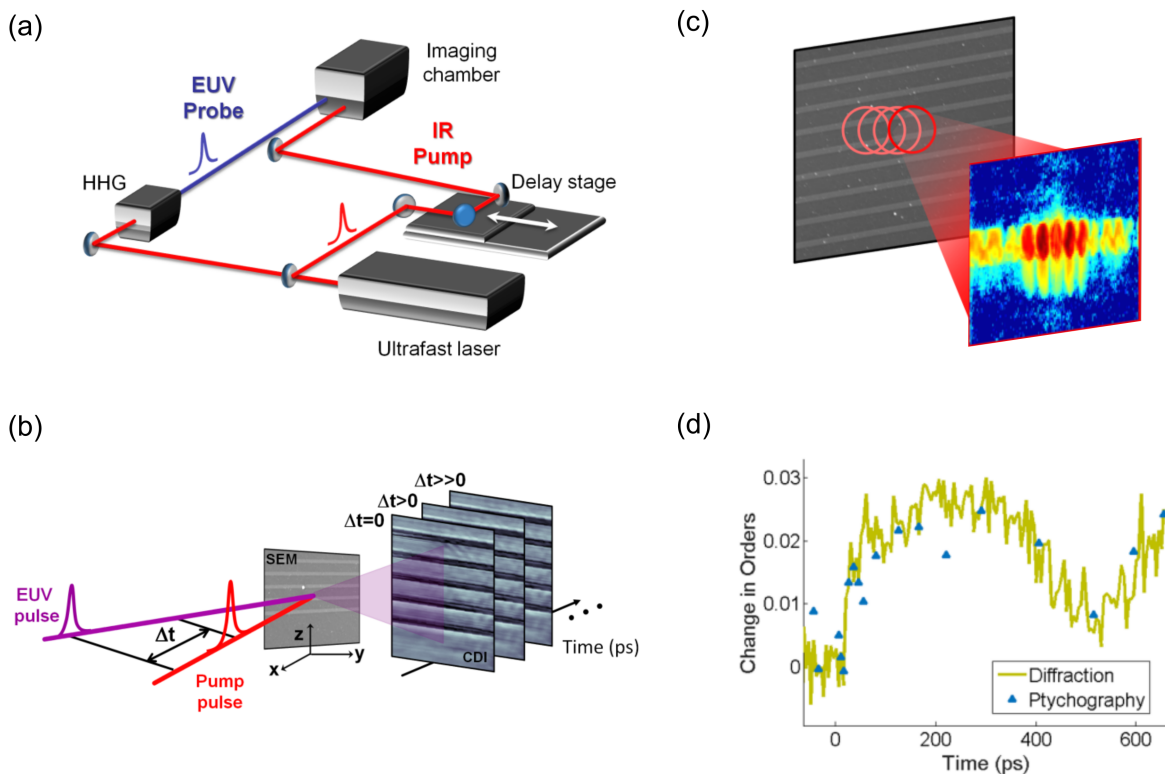 (a)
Imaging
chamber
EUV
Probe
IR
Pump
HHG
Delay stage
Ultrafast laser
(b)
Δt>>0
Δt>0
Δt=0
SEM
EUV
pulse
Δt
z
x
y
Pump
pulse
CDI
Time (ps)
(c)
(d)
Change in Orders
0.03
0.02
0.01
0
Diffraction
Ptychography
0
200
400
600
Time (ps)